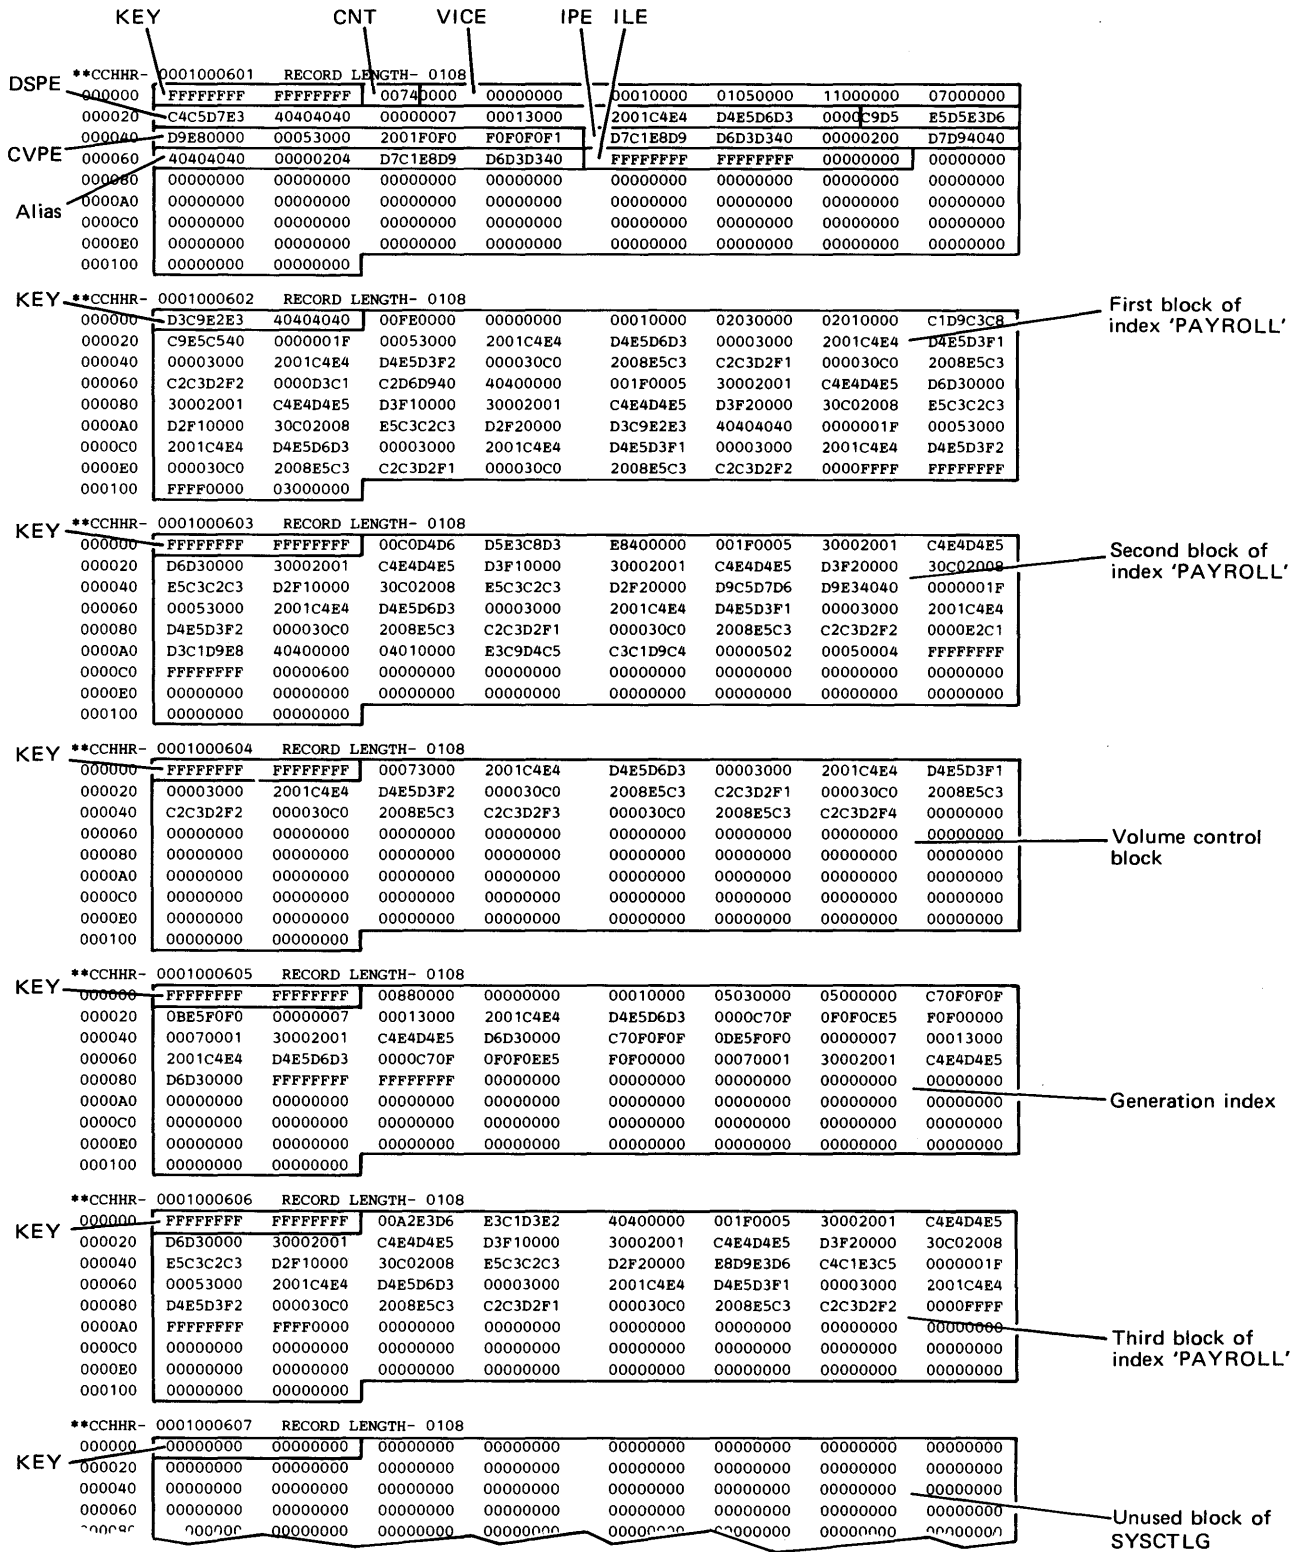 KEY CNT VICE IPE ILE
**CCHHR- 0001000601 RECORD LENGTH- 0108
DSPE
000000 FFFFFFFF FFFFFFFF 00740000 00000000 00010000 01050000 11000000 07000000
000020 C4C5D7E3 40404040 00000007 00013000 2001C4E4 D4E5D6D3 0000C9D5 E5D5E3D6
CVPE 000040 D9E80000 00053000 2001F0F0 F0F0F0F1 D7C1E8D9 D6D3D340 00000200 D7D94040
000060 40404040 00000204 D7C1E8D9 D6D3D340 FFFFFFFF FFFFFFFF 00000000 00000000
000080 00000000 00000000 00000000 00000000 00000000 00000000 00000000 00000000
Alias 0000A0 00000000 00000000 00000000 00000000 00000000 00000000 00000000 00000000
0000C0 00000000 00000000 00000000 00000000 00000000 00000000 00000000 00000000
0000E0 00000000 00000000 00000000 00000000 00000000 00000000 00000000 00000000
000100 00000000 00000000
KEY **CCHHR- 0001000602 RECORD LENGTH- 0108
000000 D3C9E2E3 40404040 00FE0000 00000000 00010000 02030000 02010000 C1D9C3C8
First block of
index 'PAYROLL'
000020 C9E5C540 0000001F 00053000 2001C4E4 D4E5D6D3 00003000 2001C4E4 D4E5D3F1
000040 00003000 2001C4E4 D4E5D3F2 000030C0 2008E5C3 C2C3D2F1 000030C0 2008E5C3
000060 C2C3D2F2 0000D3C1 C2D6D940 40400000 001F0005 30002001 C4E4D4E5 D6D30000
000080 30002001 C4E4D4E5 D3F10000 30002001 C4E4D4E5 D3F20000 30C02008 E5C3C2C3
0000A0 D2F10000 30C02008 E5C3C2C3 D2F20000 D3C9E2E3 40404040 0000001F 00053000
0000C0 2001C4E4 D4E5D6D3 00003000 2001C4E4 D4E5D3F1 00003000 2001C4E4 D4E5D3F2
0000E0 000030C0 2008E5C3 C2C3D2F1 000030C0 2008E5C3 C2C3D2F2 0000FFFF FFFFFFFF
000100 FFFF0000 03000000
KEY **CCHHR- 0001000603 RECORD LENGTH- 0108
000000 FFFFFFFF FFFFFFFF 00C0D4D6 D5E3C8D3 E8400000 001F0005 30002001 C4E4D4E5
Second block of
index 'PAYROLL'
000020 D6D30000 30002001 C4E4D4E5 D3F10000 30002001 C4E4D4E5 D3F20000 30C02008
000040 E5C3C2C3 D2F10000 30C02008 E5C3C2C3 D2F20000 D9C5D7D6 D9E34040 0000001F
000060 00053000 2001C4E4 D4E5D6D3 00003000 2001C4E4 D4E5D3F1 00003000 2001C4E4
000080 D4E5D3F2 000030C0 2008E5C3 C2C3D2F1 000030C0 2008E5C3 C2C3D2F2 0000E2C1
0000A0 D3C1D9E8 40400000 04010000 E3C9D4C5 C3C1D9C4 00000502 00050004 FFFFFFFF
0000C0 FFFFFFFF 00000600 00000000 00000000 00000000 00000000 00000000 00000000
0000E0 00000000 00000000 00000000 00000000 00000000 00000000 00000000 00000000
000100 00000000 00000000
KEY **CCHHR- 0001000604 RECORD LENGTH- 0108
000000 FFFFFFFF FFFFFFFF 00073000 2001C4E4 D4E5D6D3 00003000 2001C4E4 D4E5D3F1
000020 00003000 2001C4E4 D4E5D3F2 000030C0 2008E5C3 C2C3D2F1 000030C0 2008E5C3
000040 C2C3D2F2 000030C0 2008E5C3 C2C3D2F3 000030C0 2008E5C3 C2C3D2F4 00000000
000060 00000000 00000000 00000000 00000000 00000000 00000000 00000000 00000000
Volume control
block
000080 00000000 00000000 00000000 00000000 00000000 00000000 00000000 00000000
0000A0 00000000 00000000 00000000 00000000 00000000 00000000 00000000 00000000
0000C0 00000000 00000000 00000000 00000000 00000000 00000000 00000000 00000000
0000E0 00000000 00000000 00000000 00000000 00000000 00000000 00000000 00000000
000100 00000000 00000000
KEY **CCHHR- 0001000605 RECORD LENGTH- 0108
000000 FFFFFFFF FFFFFFFF 00880000 00000000 00010000 05030000 05000000 C70F0F0F
000020 0BE5F0F0 00000007 00013000 2001C4E4 D4E5D6D3 0000C70F 0F0F0CE5 F0F00000
000040 00070001 30002001 C4E4D4E5 D6D30000 C70F0F0F 0DE5F0F0 00000007 00013000
000060 2001C4E4 D4E5D6D3 0000C70F 0F0F0EE5 F0F00000 00070001 30002001 C4E4D4E5
000080 D6D30000 FFFFFFFF FFFFFFFF 00000000 00000000 00000000 00000000 00000000
Generation index
0000A0 00000000 00000000 00000000 00000000 00000000 00000000 00000000 00000000
0000C0 00000000 00000000 00000000 00000000 00000000 00000000 00000000 00000000
0000E0 00000000 00000000 00000000 00000000 00000000 00000000 00000000 00000000
000100 00000000 00000000
**CCHHR- 0001000606 RECORD LENGTH- 0108
KEY 000000 FFFFFFFF FFFFFFFF 00A2E3D6 E3C1D3E2 40400000 001F0005 30002001 C4E4D4E5
000020 D6D30000 30002001 C4E4D4E5 D3F10000 30002001 C4E4D4E5 D3F20000 30C02008
000040 E5C3C2C3 D2F10000 30C02008 E5C3C2C3 D2F20000 E8D9E3D6 C4C1E3C5 0000001F
000060 00053000 2001C4E4 D4E5D6D3 00003000 2001C4E4 D4E5D3F1 00003000 2001C4E4
000080 D4E5D3F2 000030C0 2008E5C3 C2C3D2F1 000030C0 2008E5C3 C2C3D2F2 0000FFFF
0000A0 FFFFFFFF FFFF0000 00000000 00000000 00000000 00000000 00000000 00000000
Third block of
index 'PAYROLL'
0000C0 00000000 00000000 00000000 00000000 00000000 00000000 00000000 00000000
0000E0 00000000 00000000 00000000 00000000 00000000 00000000 00000000 00000000
000100 00000000 00000000
**CCHHR- 0001000607 RECORD LENGTH- 0108
000000 00000000 00000000 00000000 00000000 00000000 00000000 00000000 00000000
KEY 000020 00000000 00000000 00000000 00000000 00000000 00000000 00000000 00000000
000040 00000000 00000000 00000000 00000000 00000000 00000000 00000000 00000000
000060 00000000 00000000 00000000 00000000 00000000 00000000 00000000 00000000
Unused block of
SYSCTLG
00000000 00000000 00000000 00000000